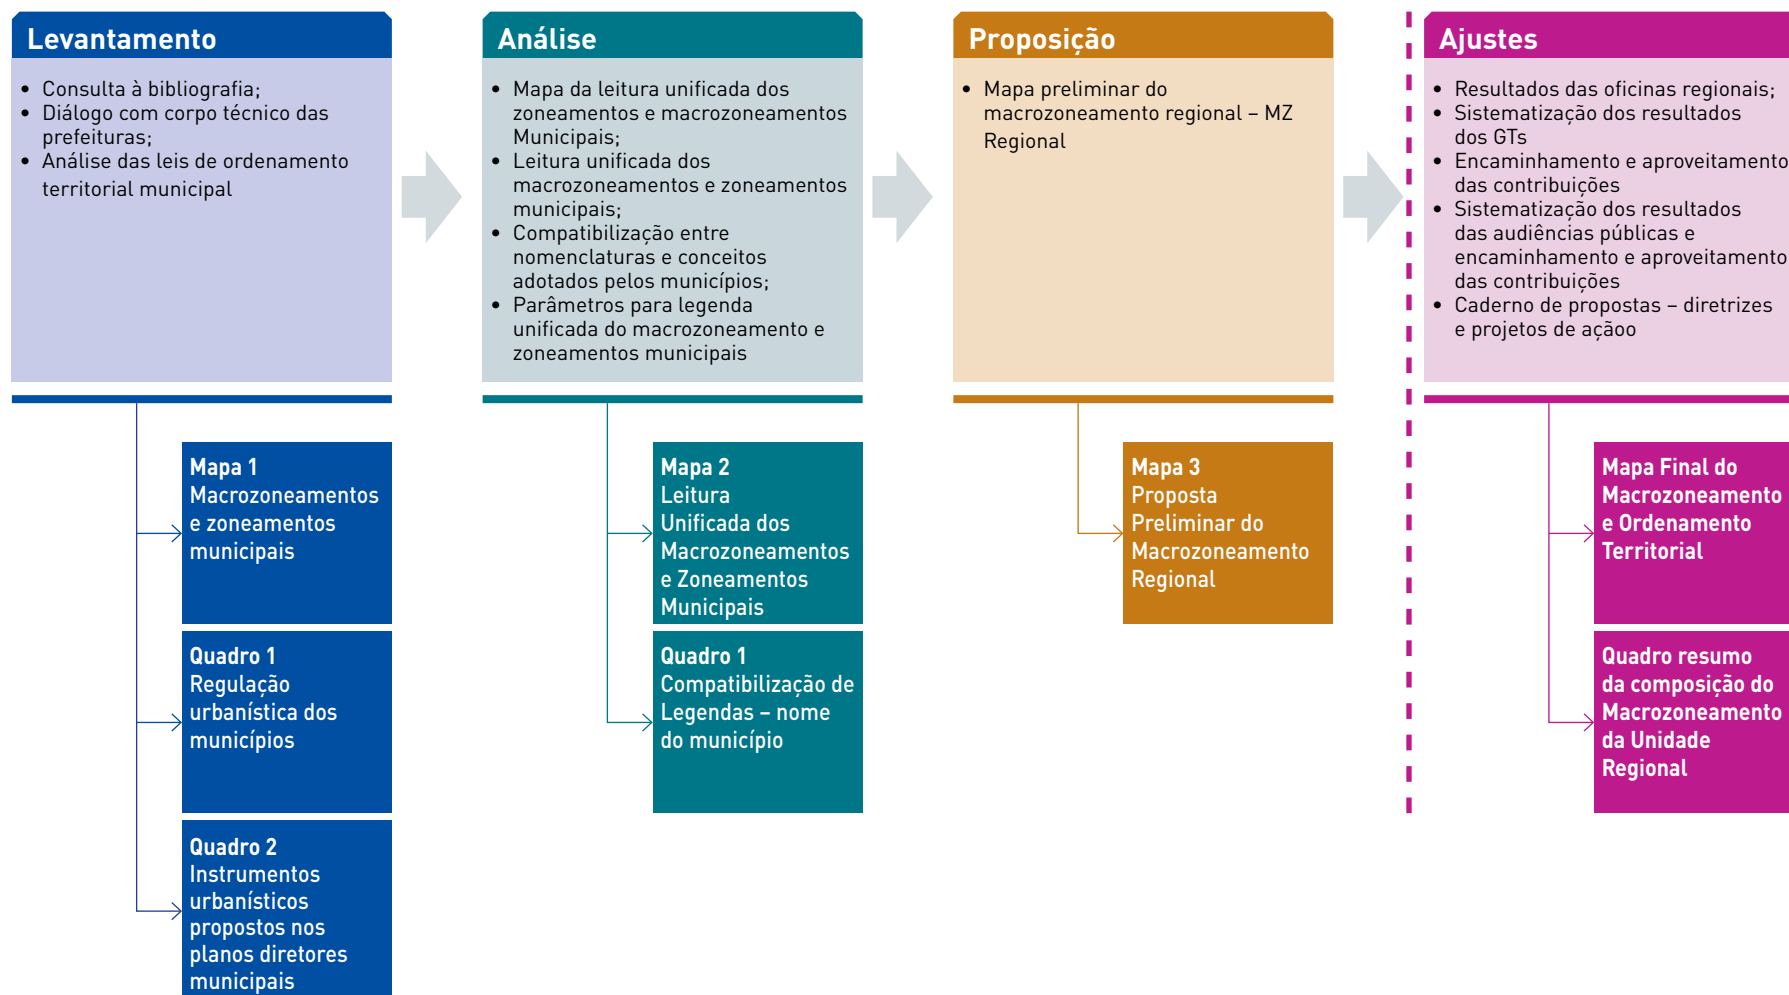 Levantamento
• Consulta à bibliografia;
• Diálogo com corpo técnico das
prefeituras;
• Análise das leis de ordenamento
territorial municipal
Mapa 1
Macrozoneamentos
e zoneamentos
municipais
Quadro 1
Regulação
urbanística dos
municípios
Quadro 2
Instrumentos
urbanísticos
propostos nos
planos diretores
municipais
Análise
• Mapa da leitura unificada dos
zoneamentos e macrozoneamentos
Municipais;
• Leitura unificada dos
macrozoneamentos e zoneamentos
municipais;
• Compatibilização entre
nomenclaturas e conceitos
adotados pelos municípios;
• Parâmetros para legenda
unificada do macrozoneamento e
zoneamentos municipais
Mapa 2
Leitura
Unificada dos
Macrozoneamentos
e Zoneamentos
Municipais
Quadro 1
Compatibilização de
Legendas – nome
do município
Proposição
• Mapa preliminar do
macrozoneamento regional – MZ
Regional
Mapa 3
Proposta
Preliminar do
Macrozoneamento
Regional
Ajustes
• Resultados das oficinas regionais;
• Sistematização dos resultados
dos GTs
• Encaminhamento e aproveitamento
das contribuições
• Sistematização dos resultados
das audiências públicas e
encaminhamento e aproveitamento
das contribuições
• Caderno de propostas – diretrizes
e projetos de açãoo
Mapa Final do
Macrozoneamento
e Ordenamento
Territorial
Quadro resumo
da composição do
Macrozoneamento
da Unidade
Regional